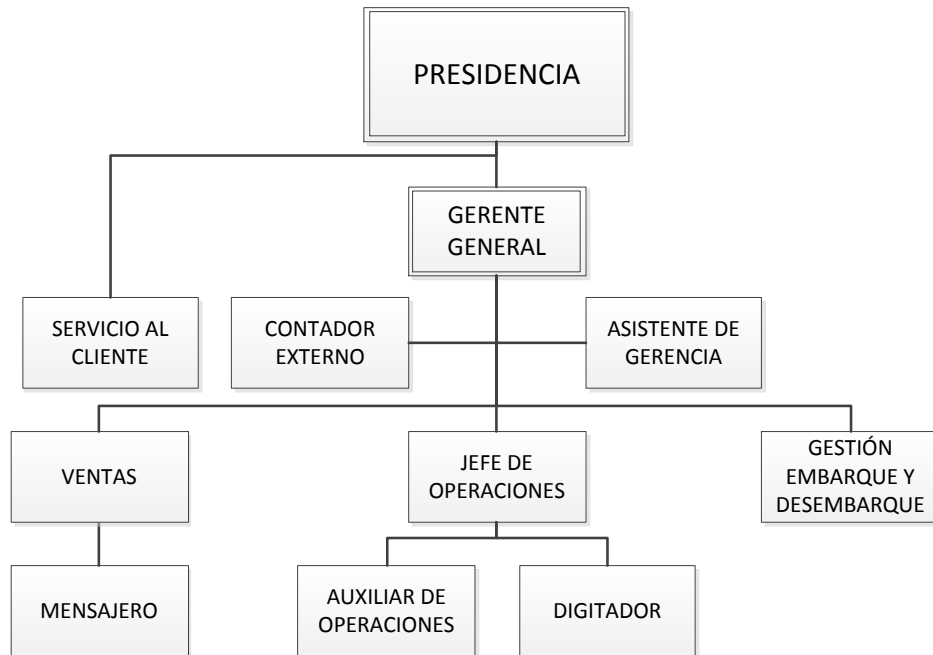 PRESIDENCIA
GERENTE
GENERAL
SERVICIO AL
CLIENTE
CONTADOR
EXTERNO
ASISTENTE DE
GERENCIA
VENTAS
JEFE DE
OPERACIONES
GESTIÓN
EMBARQUE Y
DESEMBARQUE
MENSAJERO
AUXILIAR DE
OPERACIONES
DIGITADOR